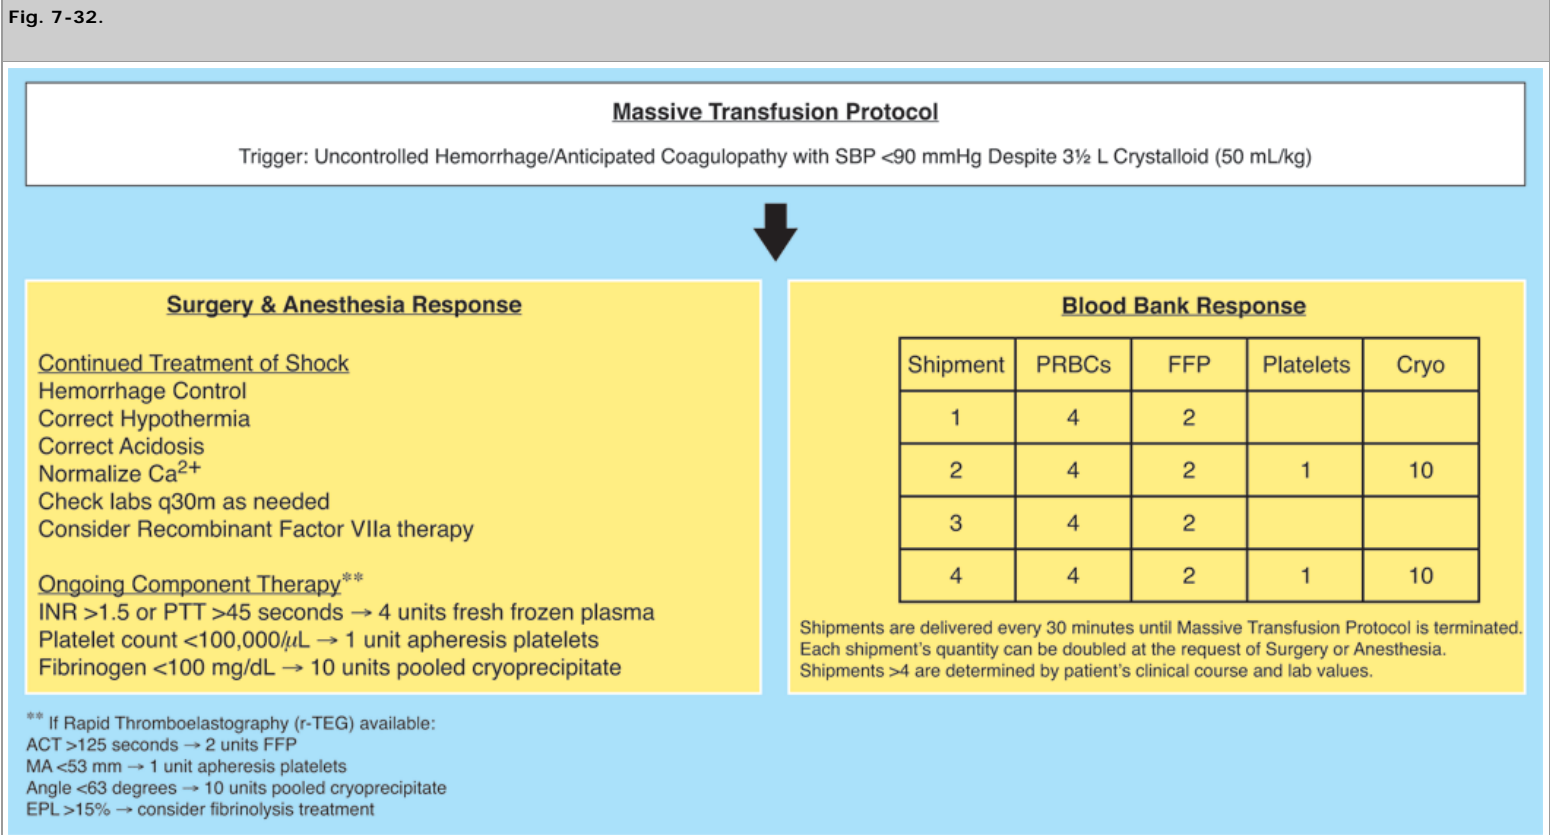 Fig. 7-32.
Massive Transfusion Protocol
Trigger: Uncontrolled Hemorrhage/Anticipated Coagulopathy with SBP <90 mmHg Despite 3½ L Crystalloid (50 mL/kg)
Surgery & Anesthesia Response
Continued Treatment of Shock
Hemorrhage Control
Correct Hypothermia
Correct Acidosis
Normalize Ca²⁺
Check labs q30m as needed
Consider Recombinant Factor VIIa therapy
Ongoing Component Therapy**
INR >1.5 or PTT >45 seconds → 4 units fresh frozen plasma
Platelet count <100,000/μL → 1 unit apheresis platelets
Fibrinogen <100 mg/dL → 10 units pooled cryoprecipitate
Blood Bank Response
Shipment PRBCs FFP Platelets Cryo
1 4 2
2 4 2 1 10
3 4 2
4 4 2 1 10
Shipments are delivered every 30 minutes until Massive Transfusion Protocol is terminated.
Each shipment's quantity can be doubled at the request of Surgery or Anesthesia.
Shipments >4 are determined by patient's clinical course and lab values.
** If Rapid Thromboelastography (r-TEG) available:
ACT >125 seconds → 2 units FFP
MA <53 mm → 1 unit apheresis platelets
Angle <63 degrees → 10 units pooled cryoprecipitate
EPL >15% → consider fibrinolysis treatment